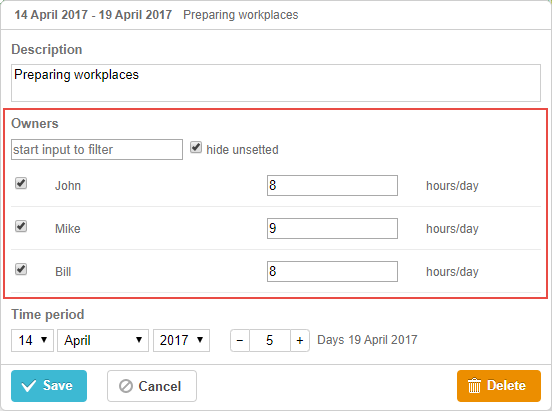 14 April 2017 - 19 April 2017 Preparing workplaces
Description
Preparing workplaces
Owners
start input to filter hide unsetted
John 8 hours/day
Mike 9 hours/day
Bill 8 hours/day
Time period
14 April 2017 − 5 + Days 19 April 2017
Save Cancel Delete